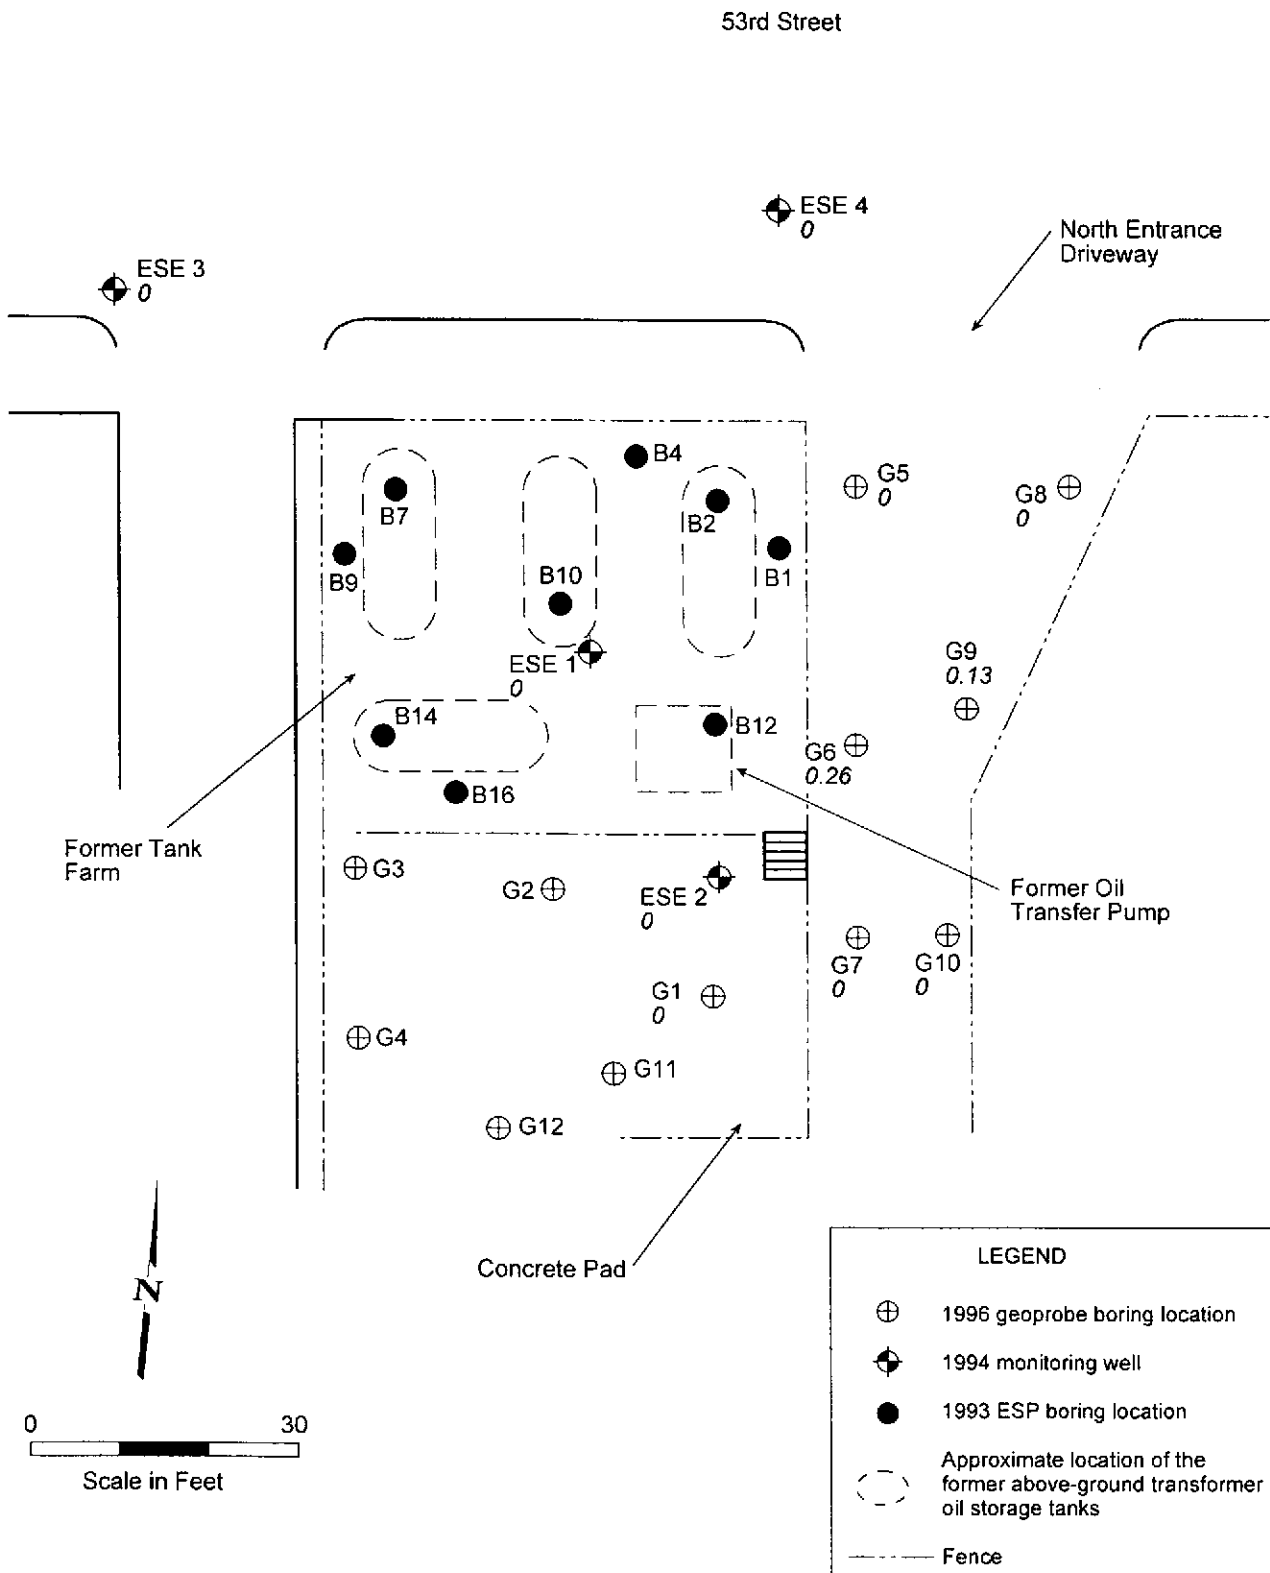 53rd Street
ESE 4
0
North Entrance
Driveway
ESE 3
0
B4
G5
0
G8
0
B7
B2
B9
B10
B1
ESE 1
0
G9
0.13
B14
B12
G6
0.26
B16
Former Tank
Farm
G3
G2
ESE 2
0
Former Oil
Transfer Pump
G7
0
G10
0
G1
0
G4
G11
G12
Concrete Pad
N
0 30
Scale in Feet
LEGEND
1996 geoprobe boring location
1994 monitoring well
1993 ESP boring location
Approximate location of the
former above-ground transformer
oil storage tanks
Fence